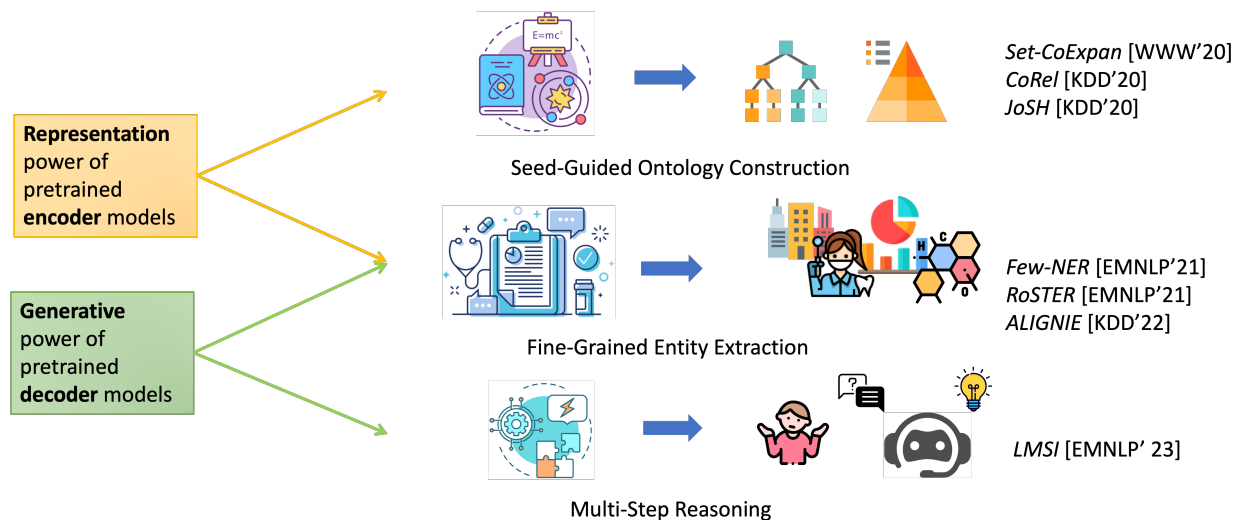 Representation
power of
pretrained
encoder models
Generative
power of
pretrained
decoder models
E=mc²
Seed-Guided Ontology Construction
Set-CoExpan [WWW'20]
CoRel [KDD'20]
JoSH [KDD'20]
H
C
O
Fine-Grained Entity Extraction
Few-NER [EMNLP'21]
RoSTER [EMNLP'21]
ALIGNIE [KDD'22]
?
Multi-Step Reasoning
LMSI [EMNLP' 23]